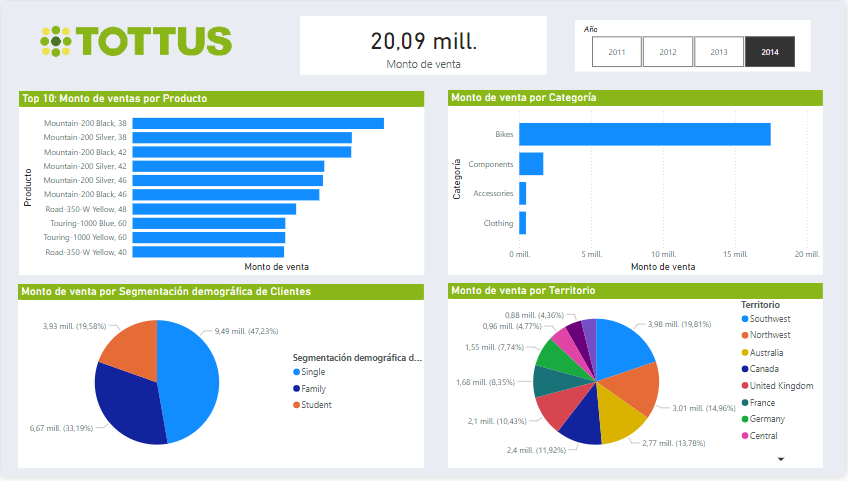 TOTTUS
20,09 mill.
Monto de venta
Año
2011
2012
2013
2014
Top 10: Monto de ventas por Producto
Producto
Mountain-200 Black, 38
Mountain-200 Silver, 38
Mountain-200 Black, 42
Mountain-200 Silver, 42
Mountain-200 Silver, 46
Mountain-200 Black, 46
Road-350-W Yellow, 48
Touring-1000 Blue, 60
Touring-1000 Yellow, 60
Road-350-W Yellow, 40
Monto de venta
Monto de venta por Categoría
Categoría
Bikes
Components
Accessories
Clothing
0 mill.
5 mill.
10 mill.
15 mill.
20 mill.
Monto de venta
Monto de venta por Segmentación demográfica de Clientes
3,93 mill. (19,58%)
9,49 mill. (47,23%)
6,67 mill. (33,19%)
Segmentación demográfica d...
Single
Family
Student
Monto de venta por Territorio
0,88 mill. (4,36%)
0,96 mill. (4,77%)
1,55 mill. (7,74%)
1,68 mill. (8,35%)
2,1 mill. (10,43%)
2,4 mill. (11,92%)
3,98 mill. (19,81%)
3,01 mill. (14,96%)
2,77 mill. (13,78%)
Territorio
Southwest
Northwest
Australia
Canada
United Kingdom
France
Germany
Central